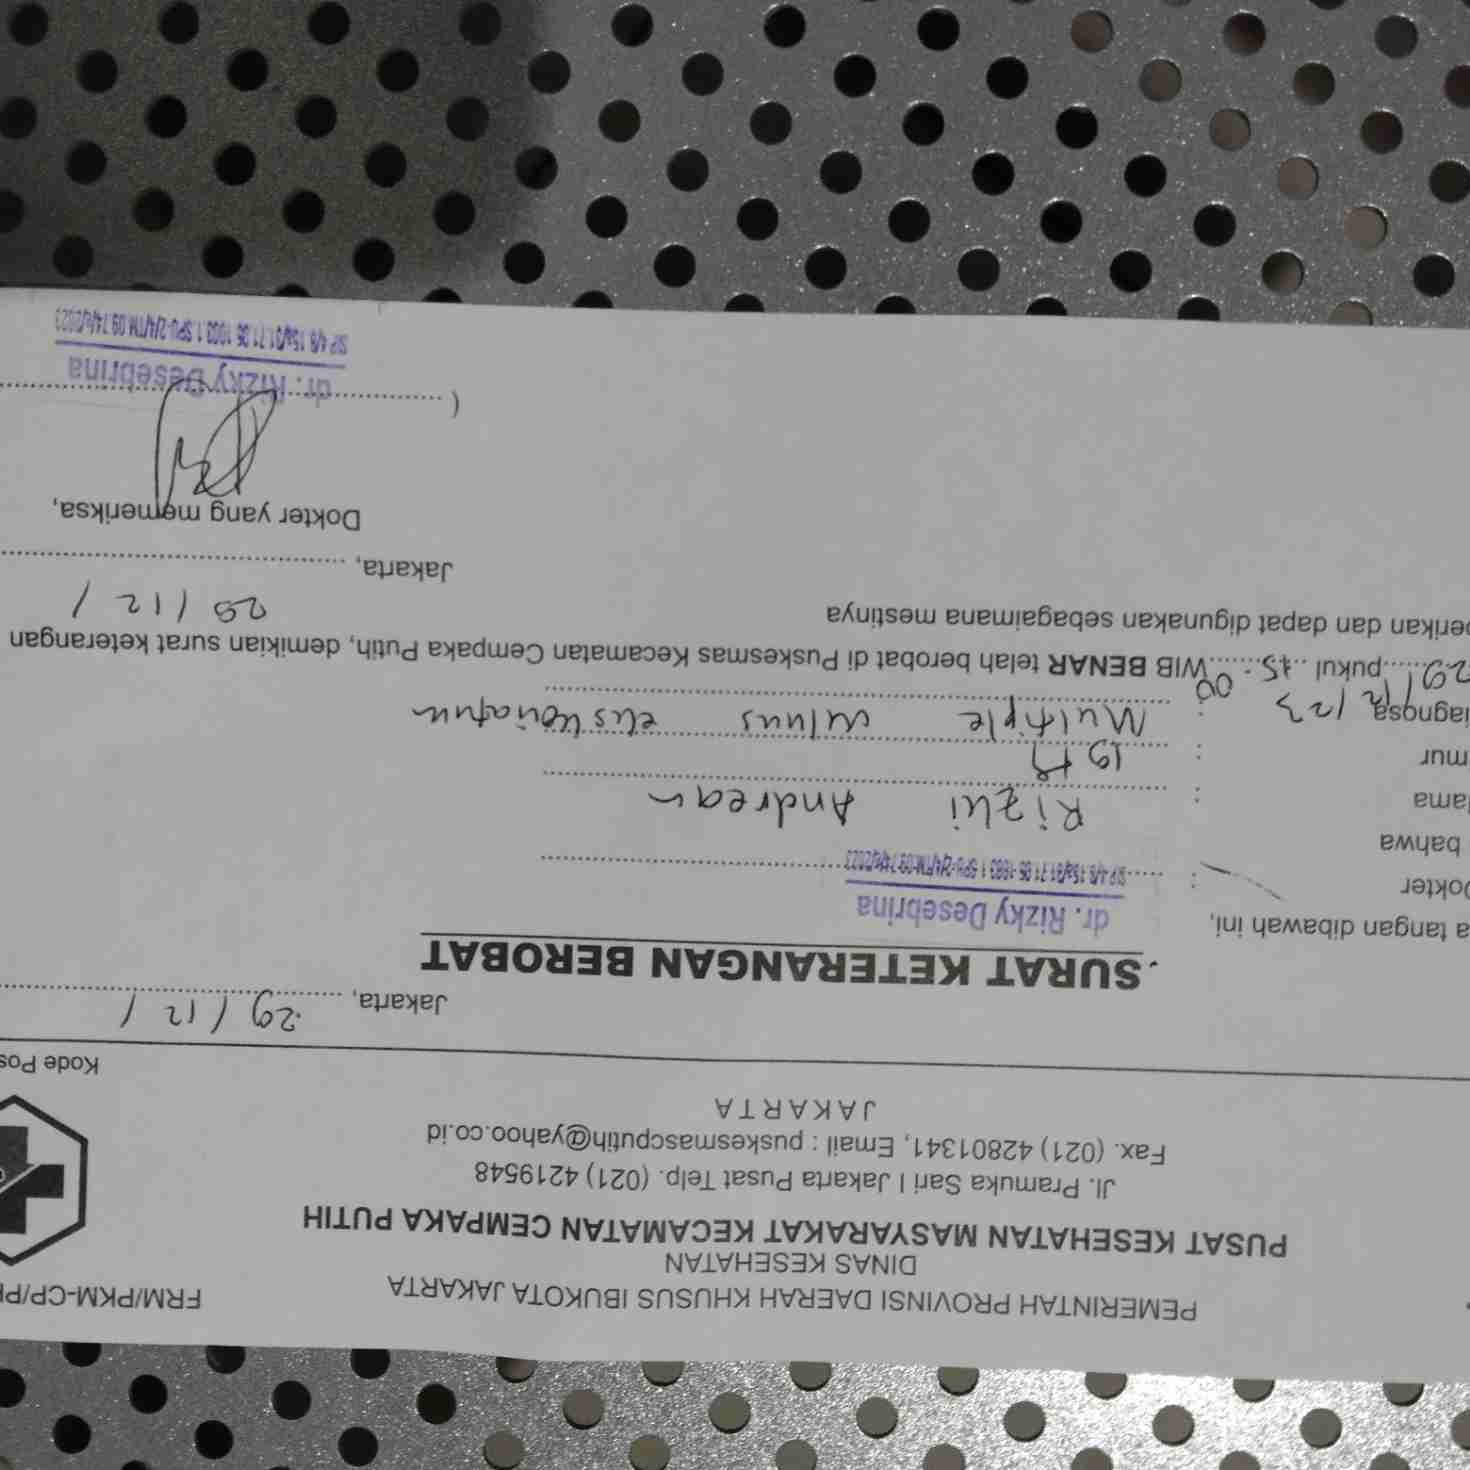 FRM/PKM-CP/P
PEMERINTAH PROVINSI DAERAH KHUSUS IBUKOTA JAKARTA
DINAS KESEHATAN
PUSAT KESEHATAN MASYARAKAT KECAMATAN CEMPAKA PUTIH
Jl. Pramuka Sari I Jakarta Pusat Telp. (021) 4219548
Fax. (021) 42801341, Email : puskesmascputih@yahoo.co.id
JAKARTA
Kode Pos
Jakarta, 29 / 12 /
SURAT KETERANGAN BEROBAT
a tangan dibawah ini,
Dokter : dr. Rizky Desebrina
bahwa
lama : Rizki Andrean
mur : 19 th
iagnosa : Multiple vulnus
29/12/23 pukul 15.00 WIB BENAR telah berobat di Puskesmas Kecamatan Cempaka Putih, demikian surat keterangan
berikan dan dapat digunakan sebagaimana mestinya
29 / 12 /
Jakarta,
Dokter yang memeriksa,
( dr. Rizky Desebrina